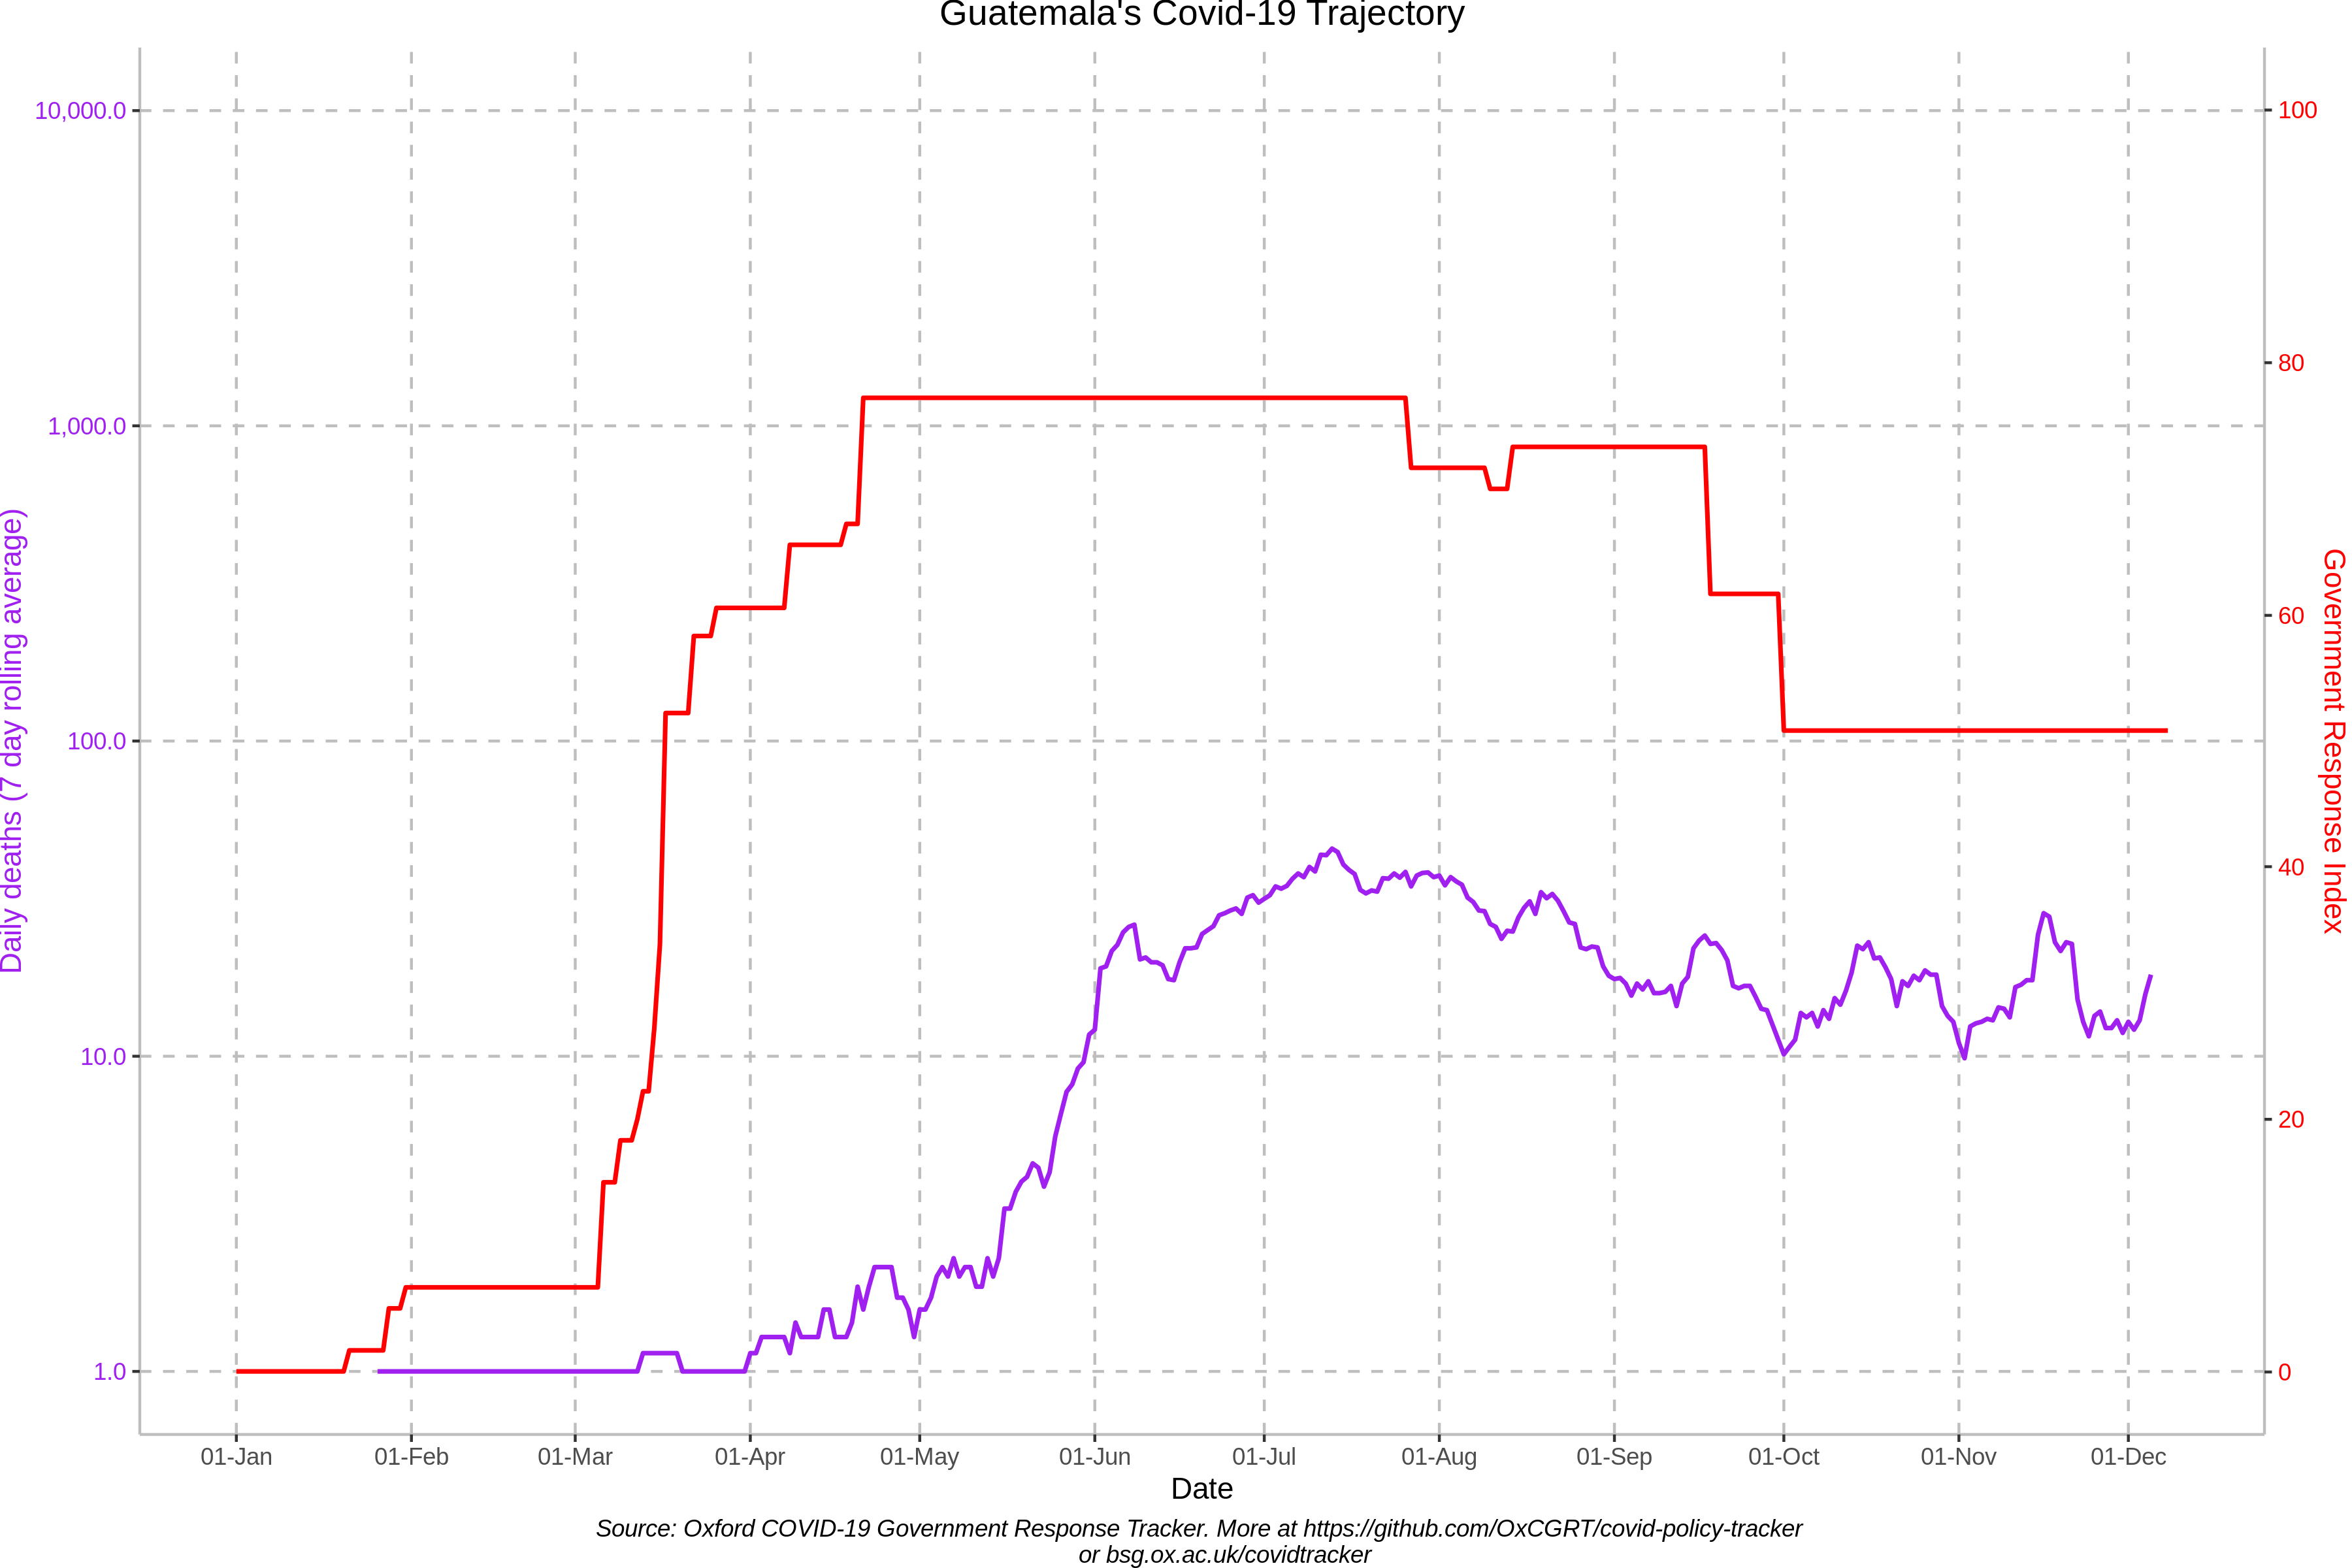 Guatemala's Covid-19 Trajectory
10,000.0
1,000.0
100.0
10.0
1.0
Daily deaths (7 day rolling average)
100
80
60
40
20
0
Government Response Index
01-Jan 01-Feb 01-Mar 01-Apr 01-May 01-Jun 01-Jul 01-Aug 01-Sep 01-Oct 01-Nov 01-Dec
Date
Source: Oxford COVID-19 Government Response Tracker. More at https://github.com/OxCGRT/covid-policy-tracker
or bsg.ox.ac.uk/covidtracker